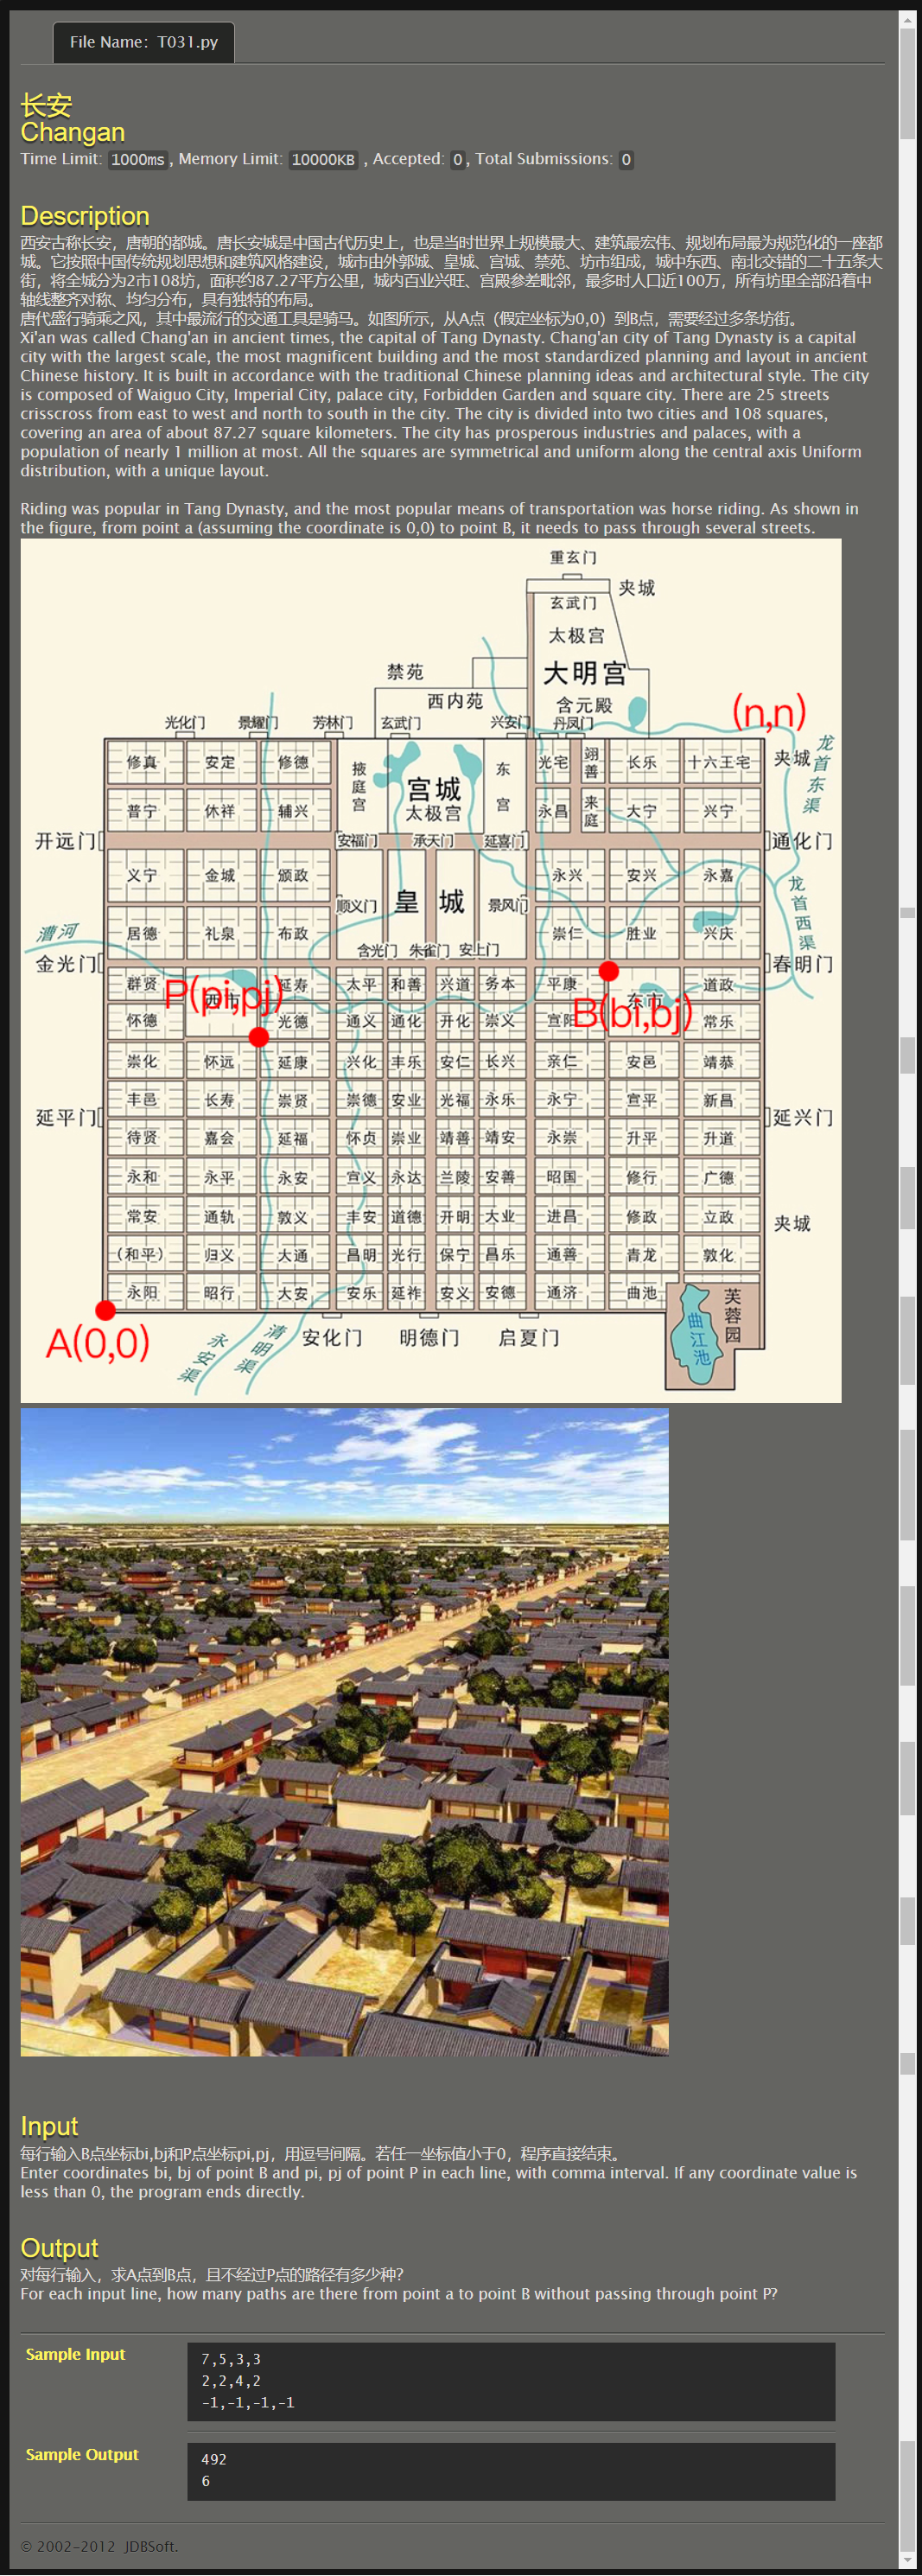 File Name：T031.py
长安
Changan
Time Limit: 1000ms, Memory Limit: 10000KB , Accepted: 0, Total Submissions: 0
Description
西安古称长安，唐朝的都城。唐长安城是中国古代历史上，也是当时世界上规模最大、建筑最宏伟、规划布局最为规范化的一座都
城。它按照中国传统规划思想和建筑风格建设，城市由外郭城、皇城、宫城、禁苑、坊市组成，城中东西、南北交错的二十五条大
街，将全城分为2市108坊，面积约87.27平方公里，城内百业兴旺、宫殿参差毗邻，最多时人口近100万，所有坊里全部沿着中
轴线整齐对称、均匀分布，具有独特的布局。
唐代盛行骑乘之风，其中最流行的交通工具是骑马。如图所示，从A点（假定坐标为0,0）到B点，需要经过多条坊街。
Xi'an was called Chang'an in ancient times, the capital of Tang Dynasty. Chang'an city of Tang Dynasty is a capital
city with the largest scale, the most magnificent building and the most standardized planning and layout in ancient
Chinese history. It is built in accordance with the traditional Chinese planning ideas and architectural style. The city
is composed of Waiguo City, Imperial City, palace city, Forbidden Garden and square city. There are 25 streets
crisscross from east to west and north to south in the city. The city is divided into two cities and 108 squares,
covering an area of about 87.27 square kilometers. The city has prosperous industries and palaces, with a
population of nearly 1 million at most. All the squares are symmetrical and uniform along the central axis Uniform
distribution, with a unique layout.
Riding was popular in Tang Dynasty, and the most popular means of transportation was horse riding. As shown in
the figure, from point a (assuming the coordinate is 0,0) to point B, it needs to pass through several streets.
重玄门
夹城
玄武门
太极宫
禁苑 大明宫
西内苑 含元殿 (n,n)
光化门 景耀门 芳林门 玄武门 兴安门 丹凤门
修真 安定 修德 掖庭宫 宫城 东宫 光宅 翊善 长乐 十六王宅 夹城 龙首东渠
普宁 休祥 辅兴 太极宫 永昌 来庭 大宁 兴宁
开远门 安福门 承天门 延喜门 通化门
义宁 金城 颁政 永兴 安兴 永嘉 龙首西渠
顺义门 皇城 景风门
漕河 居德 礼泉 布政 崇仁 胜业 兴庆
金光门 含光门 朱雀门 安上门 春明门
群贤 西市 延寿 太平 和善 兴道 务本 平康 东市 道政
P(pi,pj) B(bi,bj)
怀德 光德 通义 通化 开化 崇义 宣阳 常乐
崇化 怀远 延康 兴化 丰乐 安仁 长兴 亲仁 安邑 靖恭
延平门 丰邑 长寿 崇贤 崇德 安业 光福 永乐 永宁 宣平 新昌 延兴门
待贤 嘉会 延福 怀贞 崇业 靖善 靖安 永崇 升平 升道
永和 永平 永安 宣义 永达 兰陵 安善 昭国 修行 广德
常安 通轨 敦义 丰安 道德 开明 大业 进昌 修政 立政 夹城
（和平） 归义 大通 昌明 光行 保宁 昌乐 通善 青龙 敦化
永阳 昭行 大安 安乐 延祚 安义 安德 通济 曲池 芙蓉园
A(0,0) 永安渠 清明渠 安化门 明德门 启夏门 曲江池
Input
每行输入B点坐标bi,bj和P点坐标pi,pj，用逗号间隔。若任一坐标值小于0，程序直接结束。
Enter coordinates bi, bj of point B and pi, pj of point P in each line, with comma interval. If any coordinate value is
less than 0, the program ends directly.
Output
对每行输入，求A点到B点，且不经过P点的路径有多少种？
For each input line, how many paths are there from point a to point B without passing through point P?
Sample Input
7,5,3,3
2,2,4,2
-1,-1,-1,-1
Sample Output
492
6
© 2002-2012 JDBSoft.